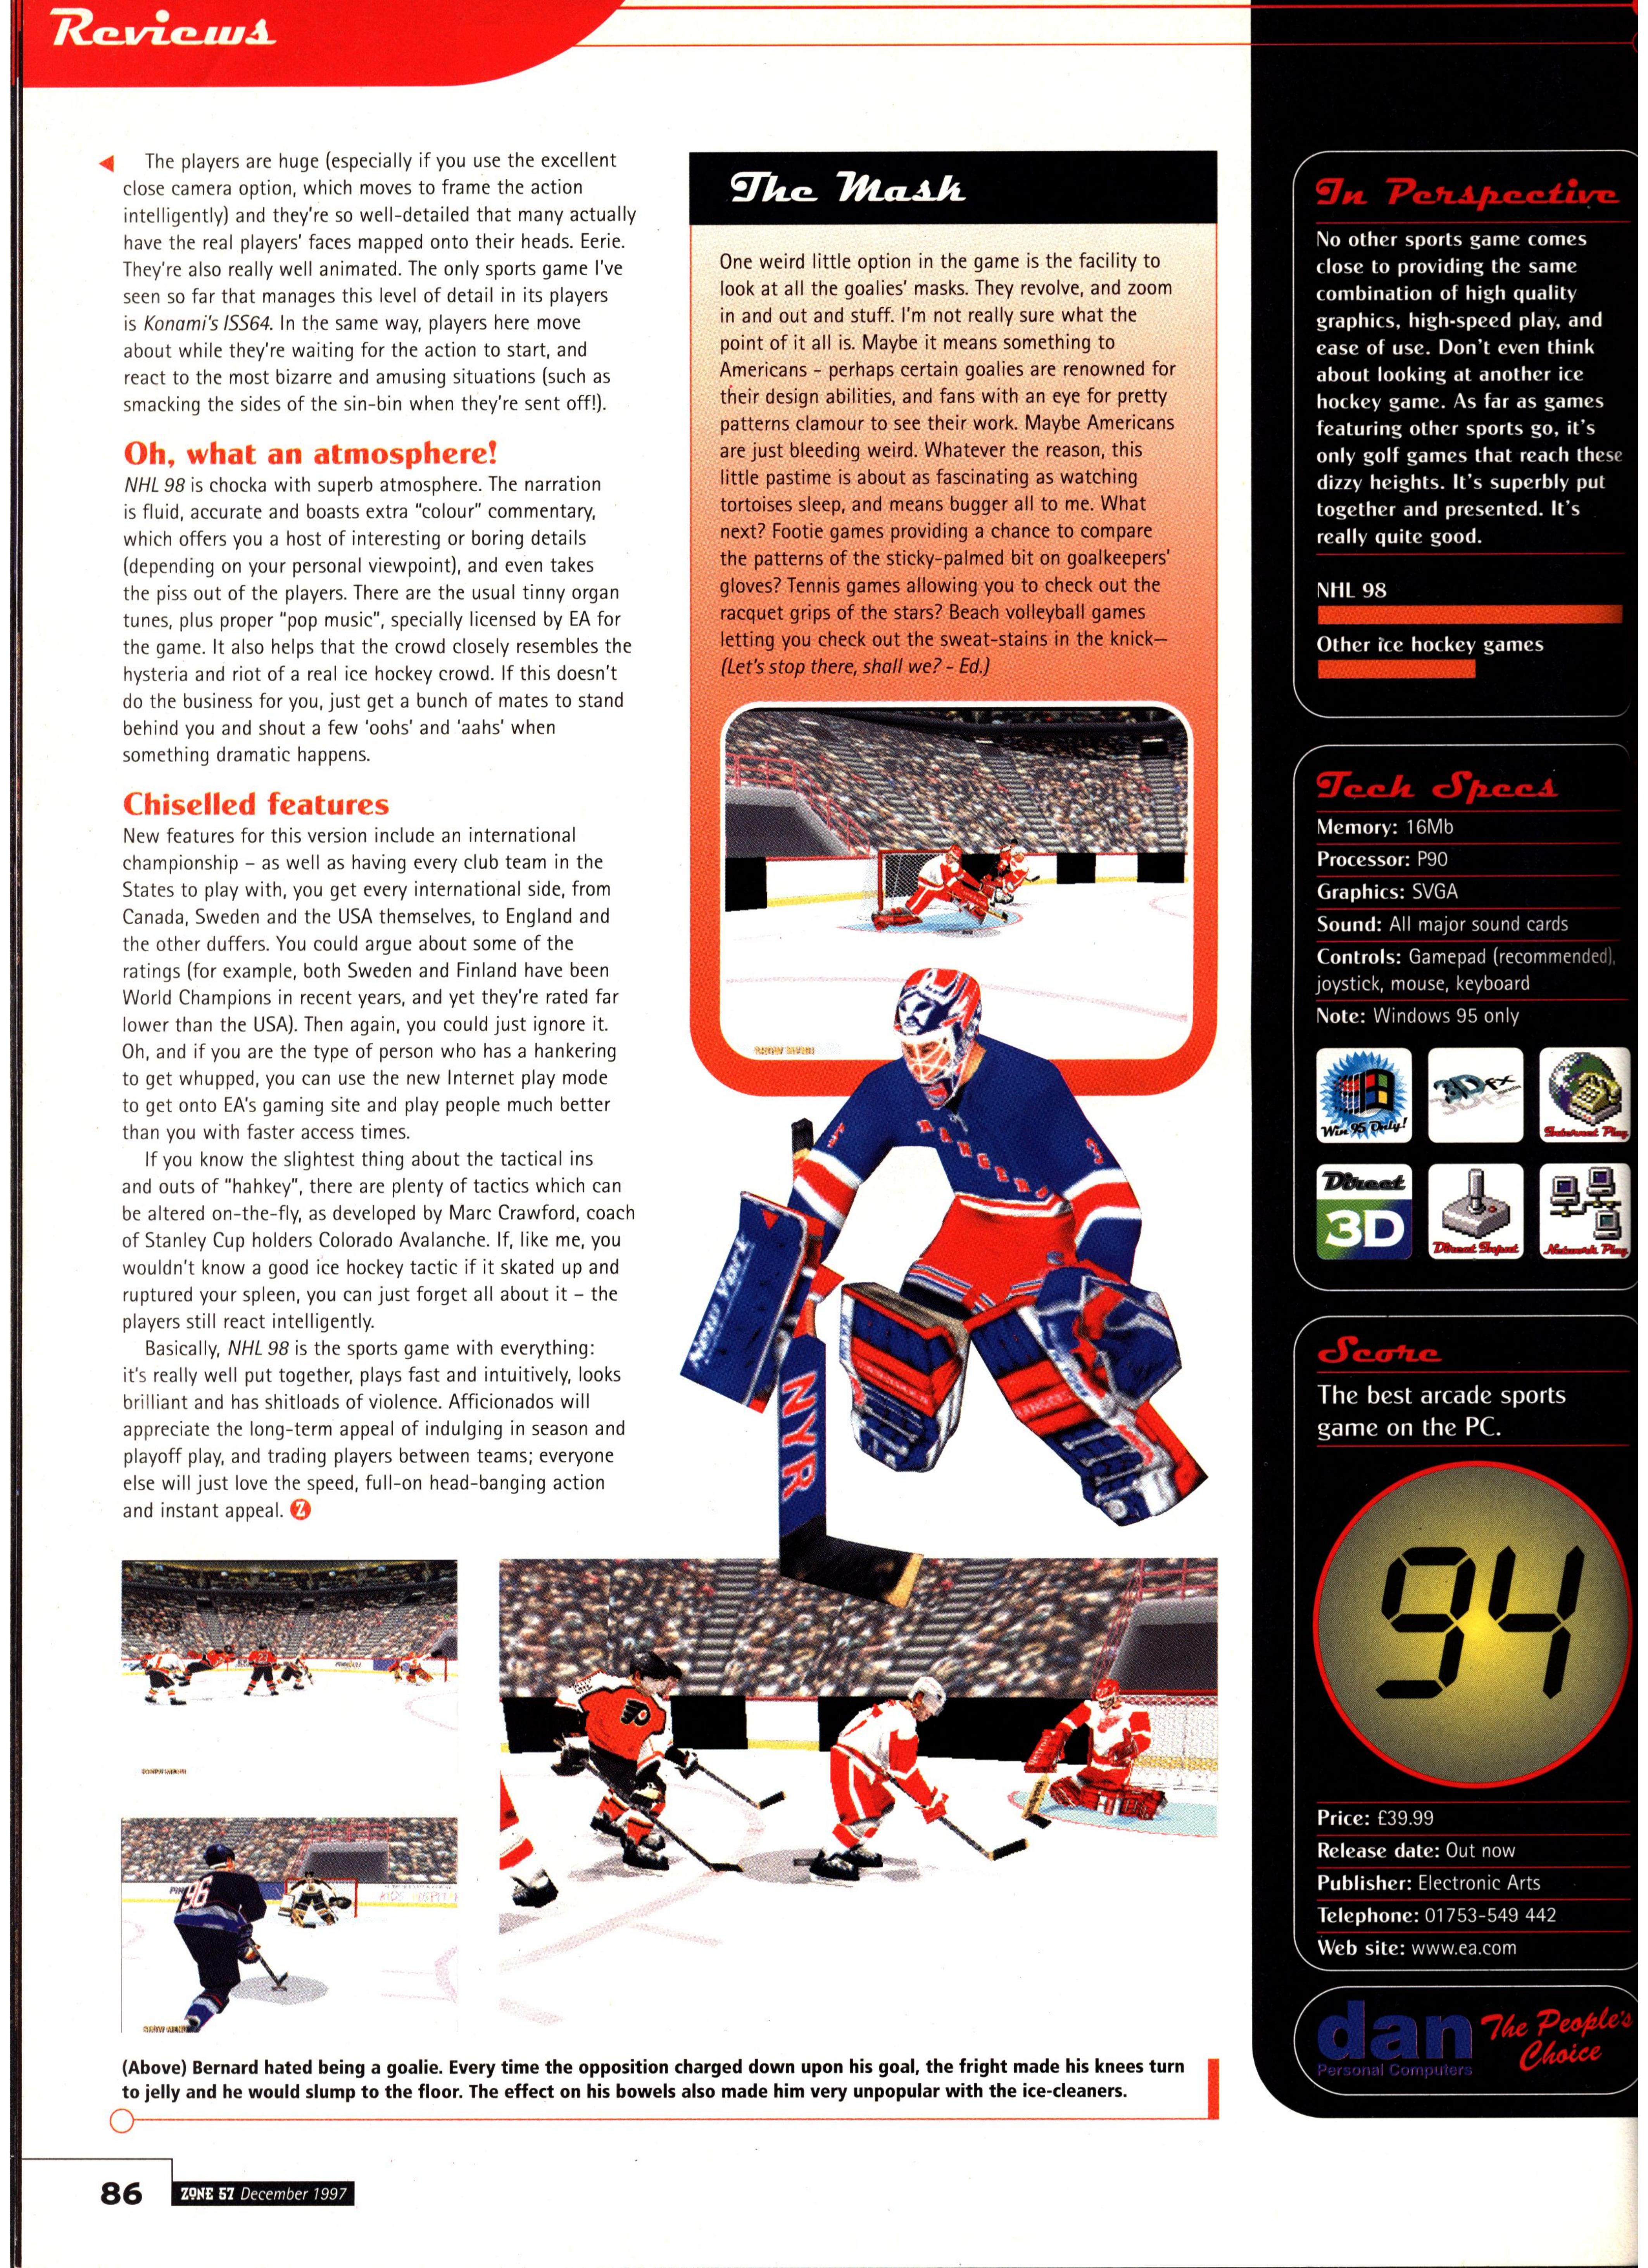 Reviews
The players are huge (especially if you use the excellent
close camera option, which moves to frame the action
intelligently) and they're so well-detailed that many actually
have the real players' faces mapped onto their heads. Eerie.
They're also really well animated. The only sports game I've
seen so far that manages this level of detail in its players
is Konami's ISS64. In the same way, players here move
about while they're waiting for the action to start, and
react to the most bizarre and amusing situations (such as
smacking the sides of the sin-bin when they're sent off!).
Oh, what an atmosphere!
NHL 98 is chocka with superb atmosphere. The narration
is fluid, accurate and boasts extra "colour" commentary,
which offers you a host of interesting or boring details
(depending on your personal viewpoint), and even takes
the piss out of the players. There are the usual tinny organ
tunes, plus proper "pop music", specially licensed by EA for
the game. It also helps that the crowd closely resembles the
hysteria and riot of a real ice hockey crowd. If this doesn't
do the business for you, just get a bunch of mates to stand
behind you and shout a few 'oohs' and 'aahs' when
something dramatic happens.
Chiselled features
New features for this version include an international
championship – as well as having every club team in the
States to play with, you get every international side, from
Canada, Sweden and the USA themselves, to England and
the other duffers. You could argue about some of the
ratings (for example, both Sweden and Finland have been
World Champions in recent years, and yet they're rated far
lower than the USA). Then again, you could just ignore it.
Oh, and if you are the type of person who has a hankering
to get whupped, you can use the new Internet play mode
to get onto EA's gaming site and play people much better
than you with faster access times.
If you know the slightest thing about the tactical ins
and outs of "hahkey", there are plenty of tactics which can
be altered on-the-fly, as developed by Marc Crawford, coach
of Stanley Cup holders Colorado Avalanche. If, like me, you
wouldn't know a good ice hockey tactic if it skated up and
ruptured your spleen, you can just forget all about it – the
players still react intelligently.
Basically, NHL 98 is the sports game with everything:
it's really well put together, plays fast and intuitively, looks
brilliant and has shitloads of violence. Afficionados will
appreciate the long-term appeal of indulging in season and
playoff play, and trading players between teams; everyone
else will just love the speed, full-on head-banging action
and instant appeal. Z
The Mask
One weird little option in the game is the facility to
look at all the goalies' masks. They revolve, and zoom
in and out and stuff. I'm not really sure what the
point of it all is. Maybe it means something to
Americans - perhaps certain goalies are renowned for
their design abilities, and fans with an eye for pretty
patterns clamour to see their work. Maybe Americans
are just bleeding weird. Whatever the reason, this
little pastime is about as fascinating as watching
tortoises sleep, and means bugger all to me. What
next? Footie games providing a chance to compare
the patterns of the sticky-palmed bit on goalkeepers'
gloves? Tennis games allowing you to check out the
racquet grips of the stars? Beach volleyball games
letting you check out the sweat-stains in the knick—
(Let's stop there, shall we? - Ed.)
SHOW MENU
RANGERS
3
New York
NYR
RANGERS
SHOW MENU
96
SHOW MENU
(Above) Bernard hated being a goalie. Every time the opposition charged down upon his goal, the fright made his knees turn
to jelly and he would slump to the floor. The effect on his bowels also made him very unpopular with the ice-cleaners.
In Perspective
No other sports game comes
close to providing the same
combination of high quality
graphics, high-speed play, and
ease of use. Don't even think
about looking at another ice
hockey game. As far as games
featuring other sports go, it's
only golf games that reach these
dizzy heights. It's superbly put
together and presented. It's
really quite good.
NHL 98
Other ice hockey games
Tech Specs
Memory: 16Mb
Processor: P90
Graphics: SVGA
Sound: All major sound cards
Controls: Gamepad (recommended),
joystick, mouse, keyboard
Note: Windows 95 only
Win 95 Only!
3Dfx
Internet Play
Direct 3D
Direct Input
Network Play
Score
The best arcade sports
game on the PC.
94
Price: £39.99
Release date: Out now
Publisher: Electronic Arts
Telephone: 01753-549 442
Web site: www.ea.com
dan
Personal Computers
The People's
Choice
86
ZONE 57 December 1997